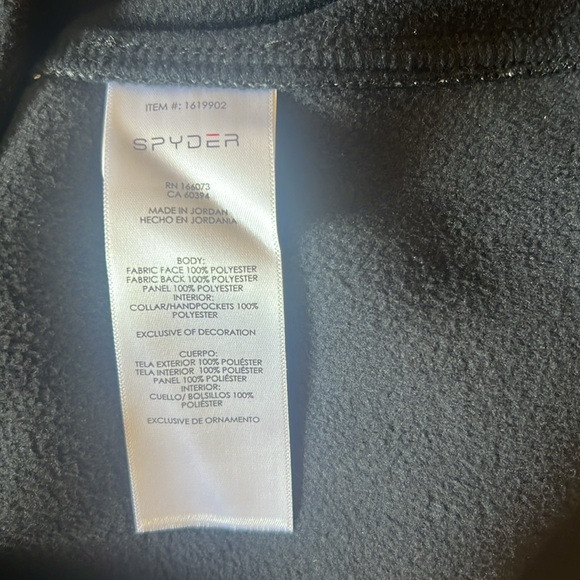 ITEM #: 1619902
SPYDER
RN 166073
CA 60394
MADE IN JORDAN
HECHO EN JORDANIA
BODY:
FABRIC FACE 100% POLYESTER
FABRIC BACK 100% POLYESTER
PANEL 100% POLYESTER
INTERIOR:
COLLAR/HANDPOCKETS 100%
POLYESTER
EXCLUSIVE OF DECORATION
CUERPO:
TELA EXTERIOR 100% POLIÉSTER
TELA INTERIOR 100% POLIÉSTER
PANEL 100% POLIÉSTER
INTERIOR:
CUELLO/ BOLSILLOS 100%
POLIÉSTER
EXCLUSIVE DE ORNAMENTO